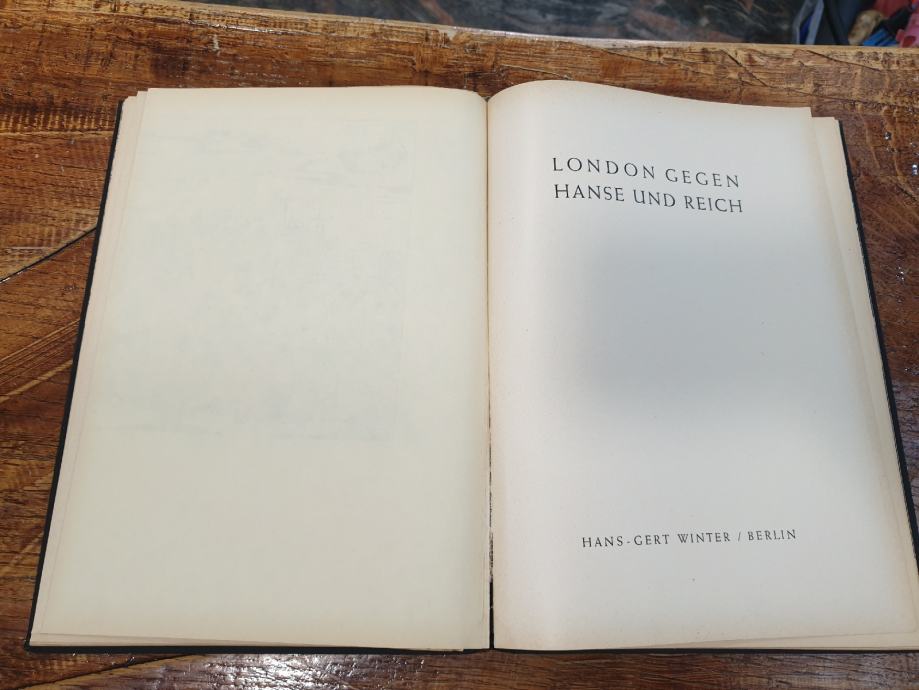 LONDON GEGEN
HANSE UND REICH
HANS-GERT WINTER / BERLIN